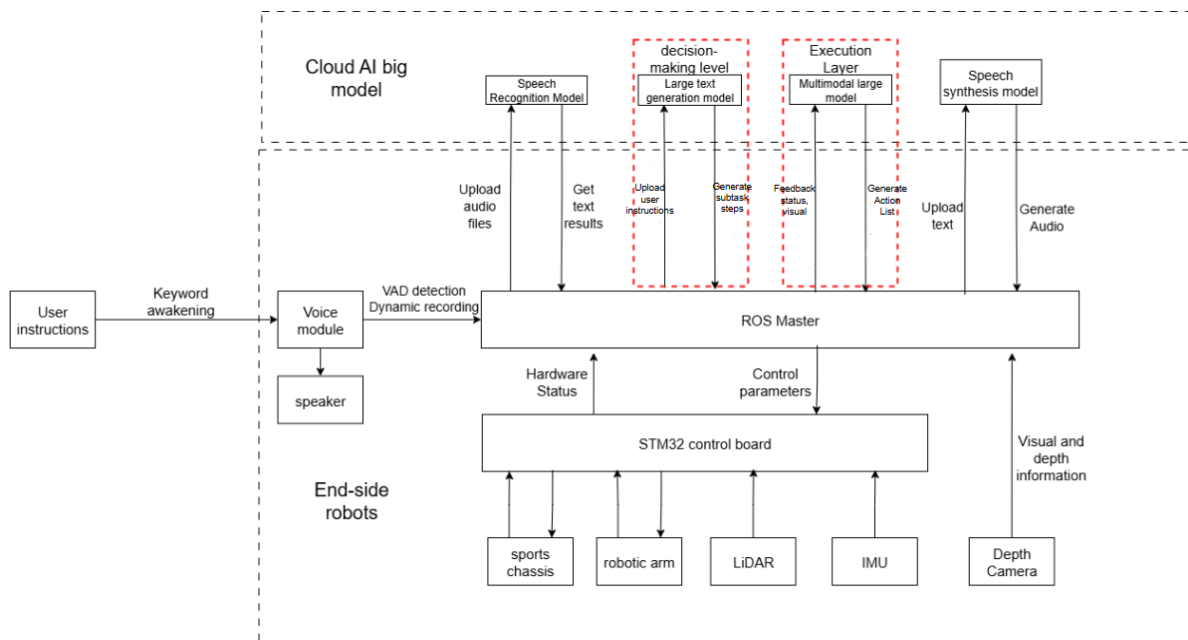 Cloud AI big
model
Speech
Recognition Model
decision-
making level
Large text
generation model
Execution
Layer
Multimodal large
model
Speech
synthesis model
Upload
audio
files
Get
text
results
Upload
user
instructions
Generate
subtask
steps
Feedback
status,
visual
Generate
Action
List
Upload
text
Generate
Audio
User
instructions
Keyword
awakening
Voice
module
VAD detection
Dynamic recording
ROS Master
speaker
Hardware
Status
Control
parameters
STM32 control board
Visual and
depth
information
End-side
robots
sports
chassis
robotic arm
LiDAR
IMU
Depth
Camera